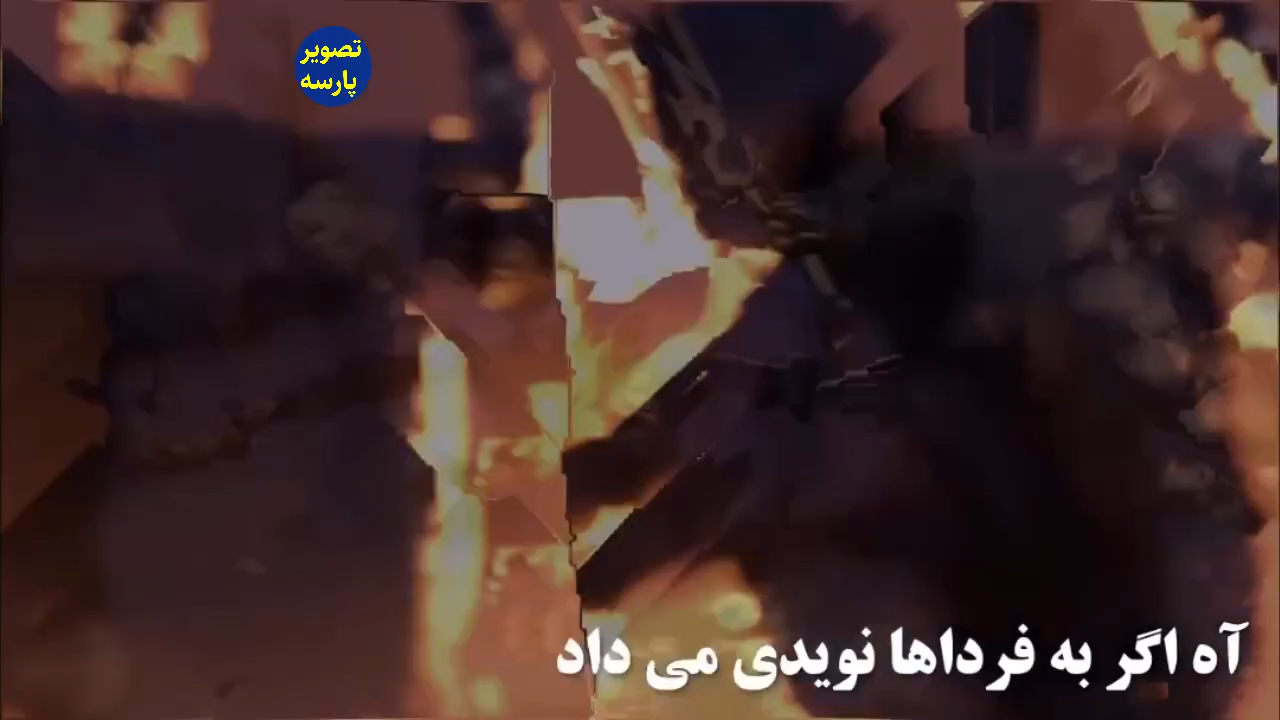 تصویر
پارسه
آه اگر به فرداها نویدی می داد